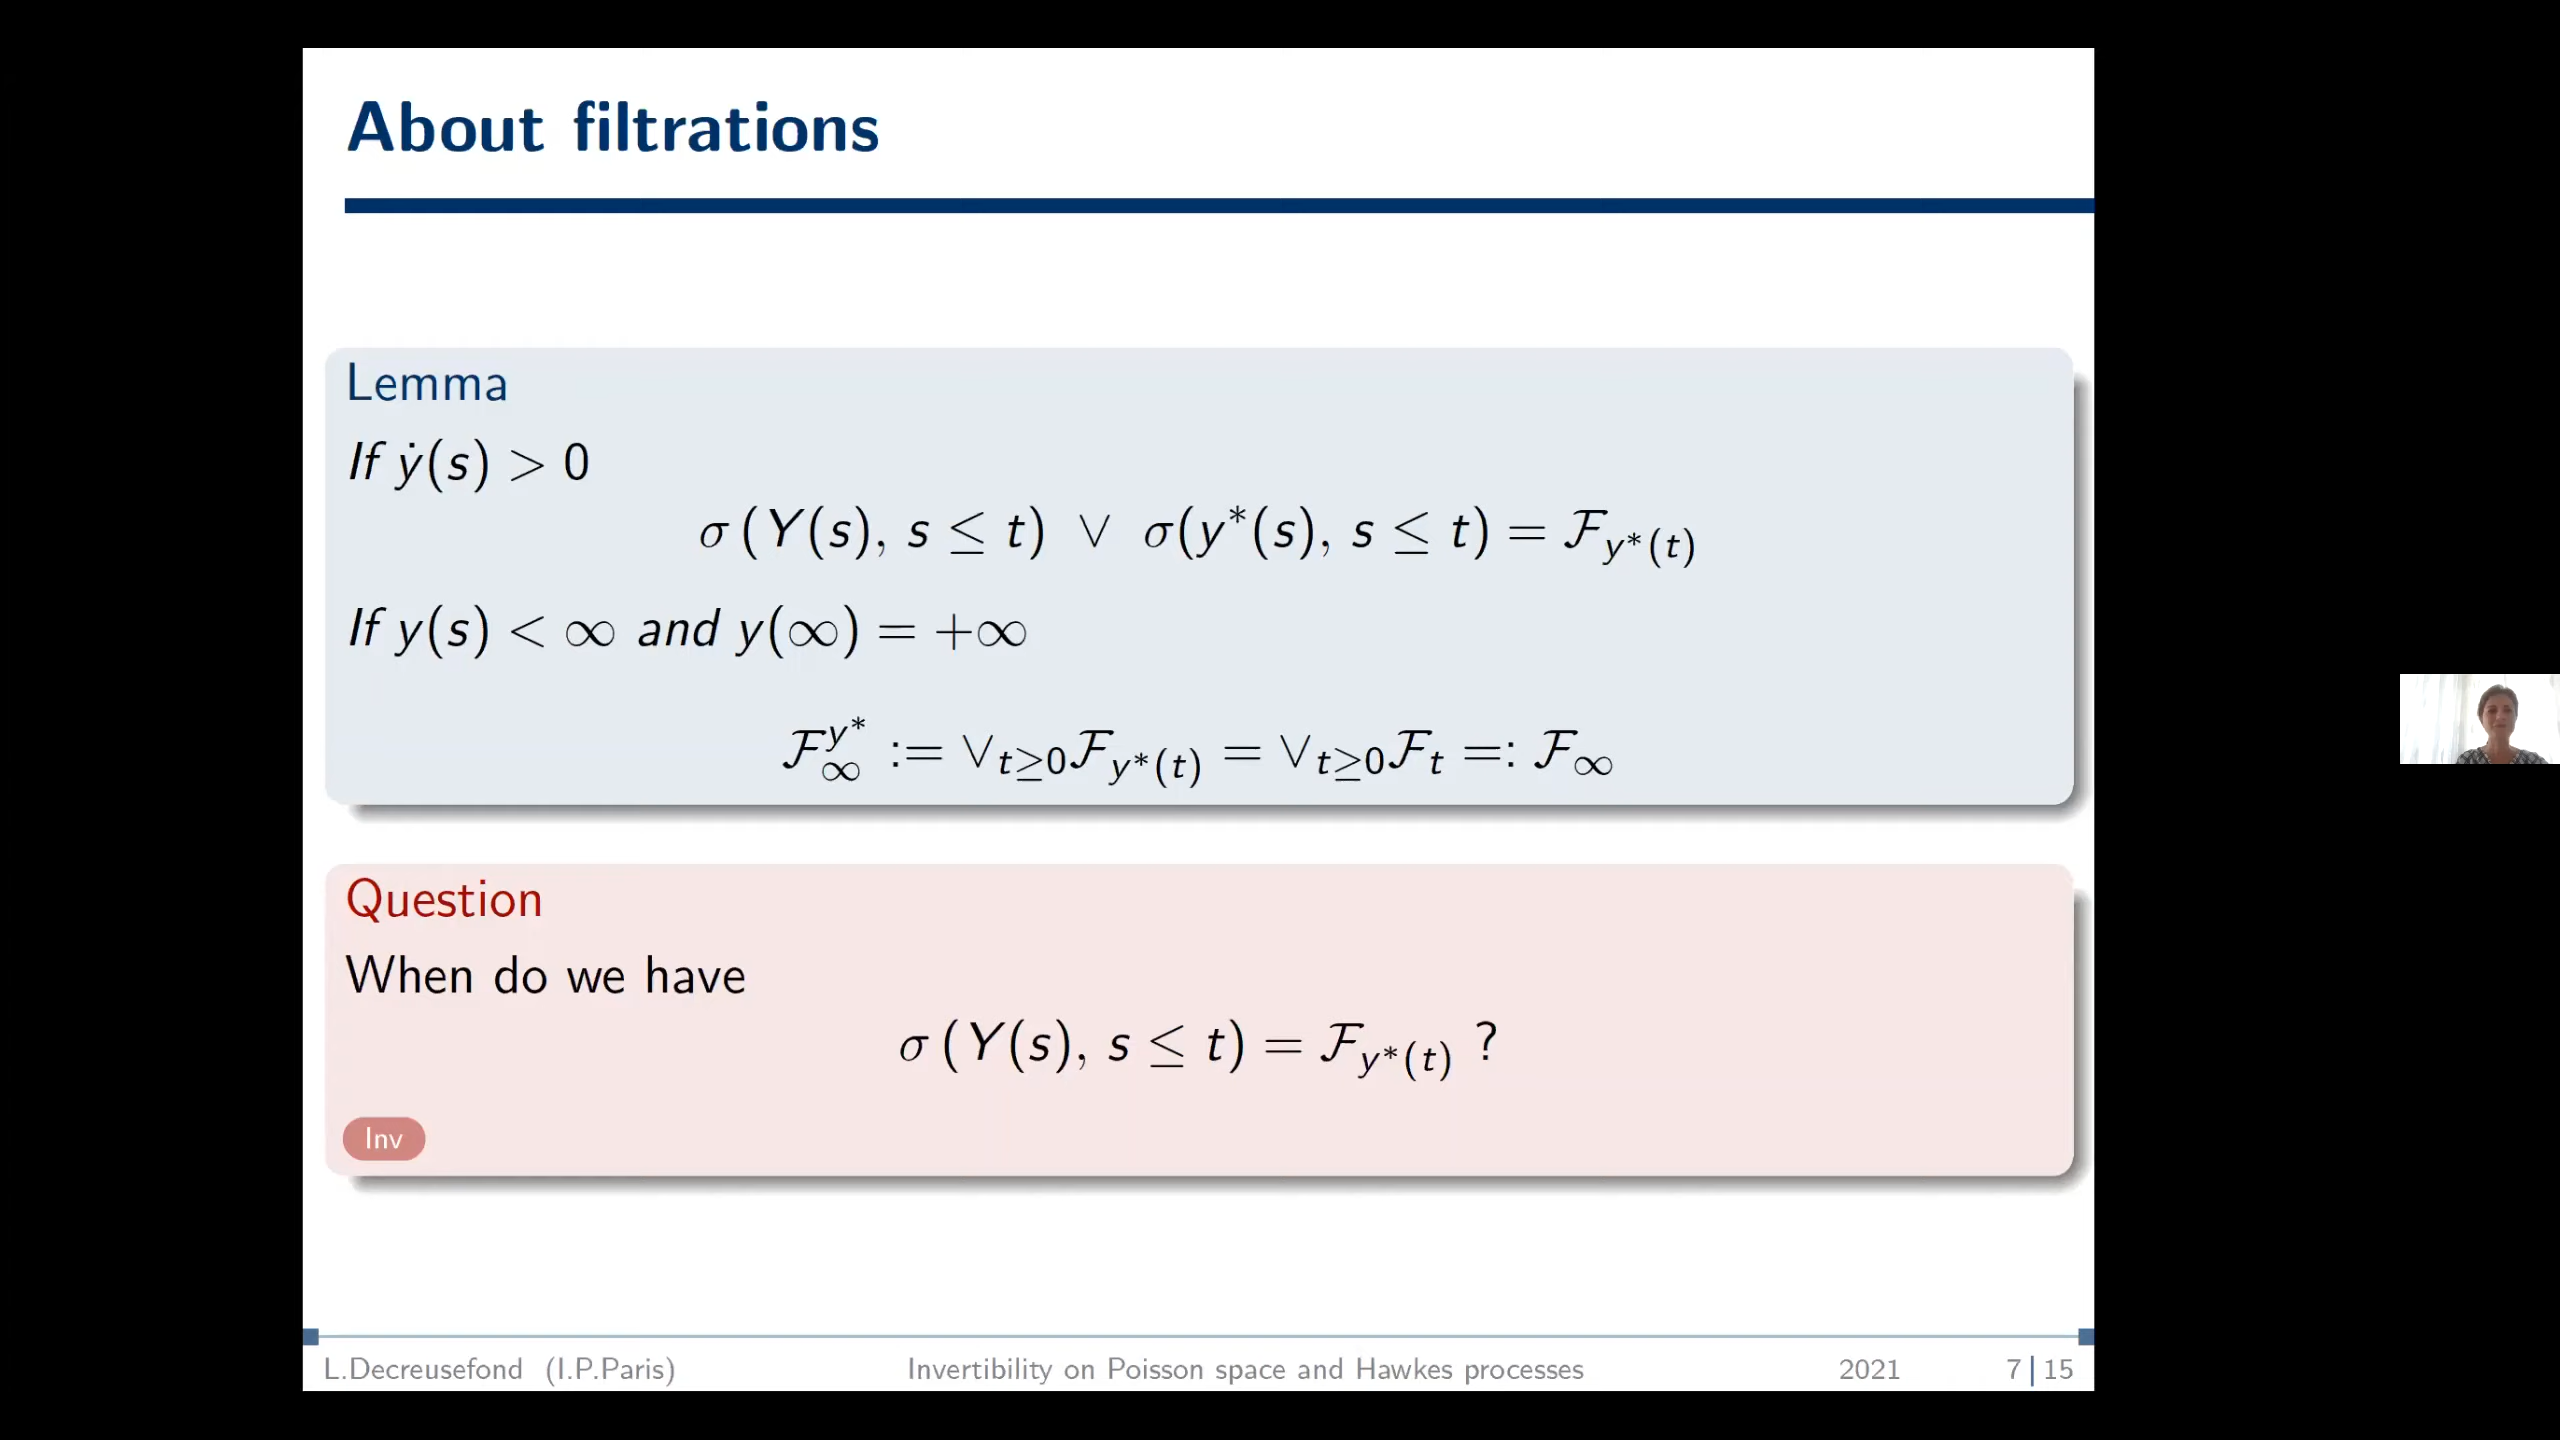 About filtrations
Lemma
If ẏ(s) > 0
σ (Y(s), s ≤ t) ∨ σ(y*(s), s ≤ t) = ℱ_{y*(t)}
If y(s) < ∞ and y(∞) = +∞
ℱ_∞^{y*} := ∨_{t≥0}ℱ_{y*(t)} = ∨_{t≥0}ℱ_t =: ℱ_∞
Question
When do we have
σ (Y(s), s ≤ t) = ℱ_{y*(t)} ?
Inv
L.Decreusefond (I.P.Paris) Invertibility on Poisson space and Hawkes processes 2021 7 | 15